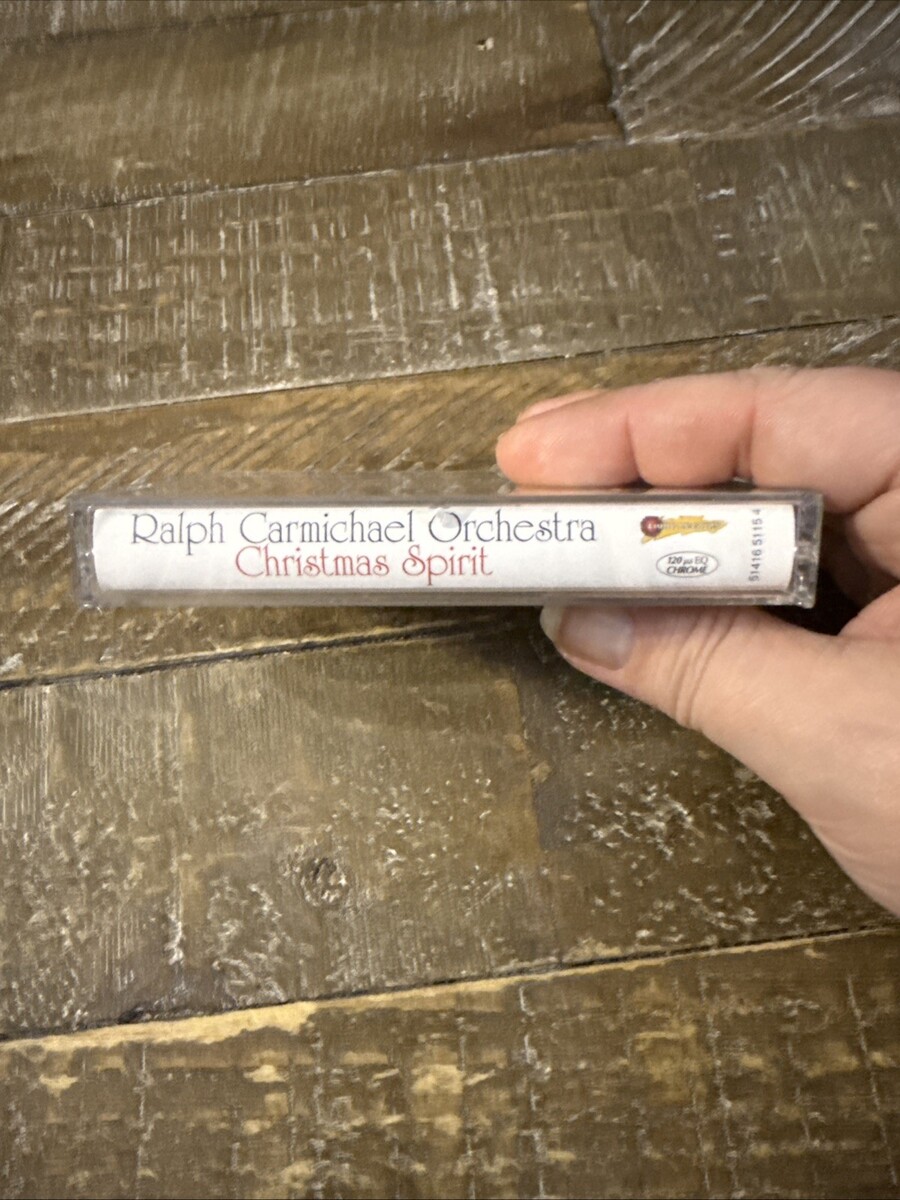 Ralph Carmichael Orchestra
Christmas Spirit
120 µs EQ
CHROME
51416 5115 4